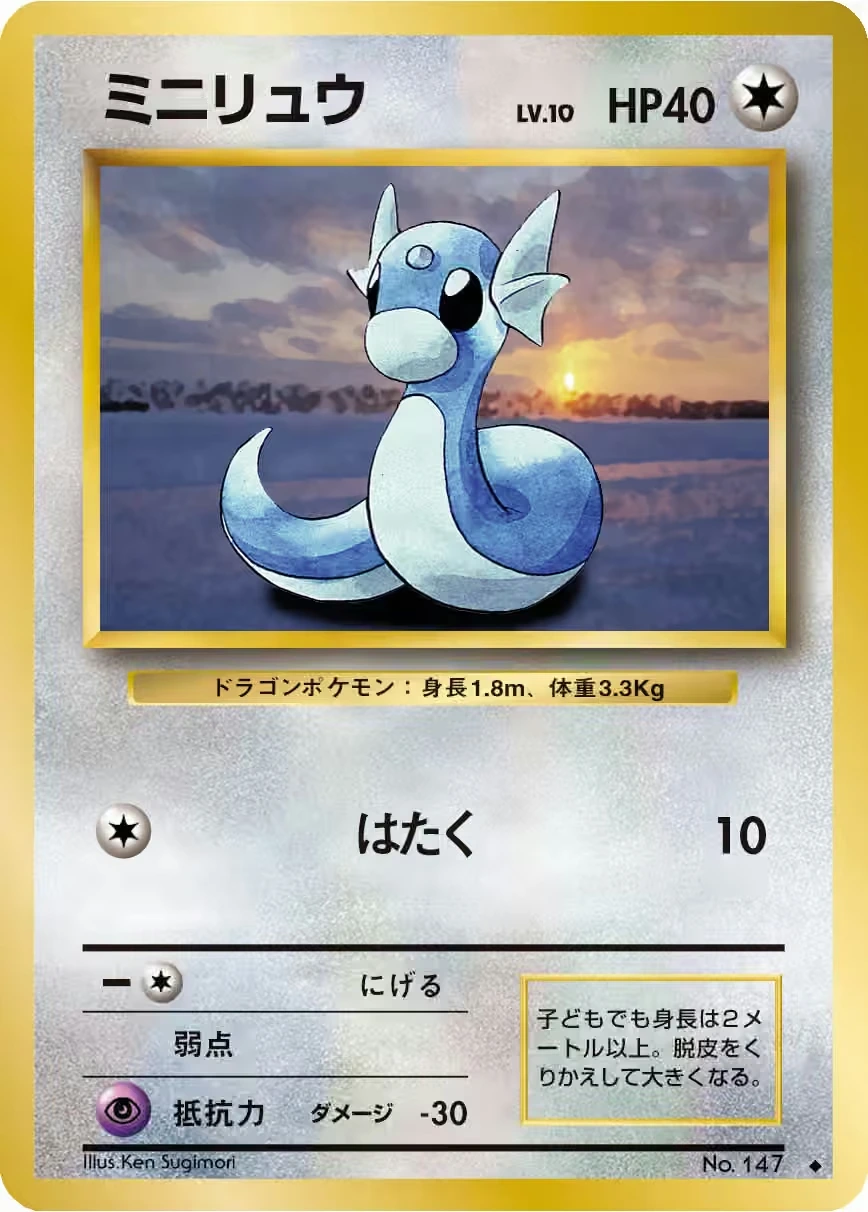 ミニリュウ LV.10 HP40
ドラゴンポケモン：身長1.8m、体重3.3Kg
はたく 10
にげる
弱点
抵抗力 ダメージ -30
子どもでも身長は２メ
ートル以上。脱皮をく
りかえして大きくなる。
Illus.Ken Sugimori
No. 147